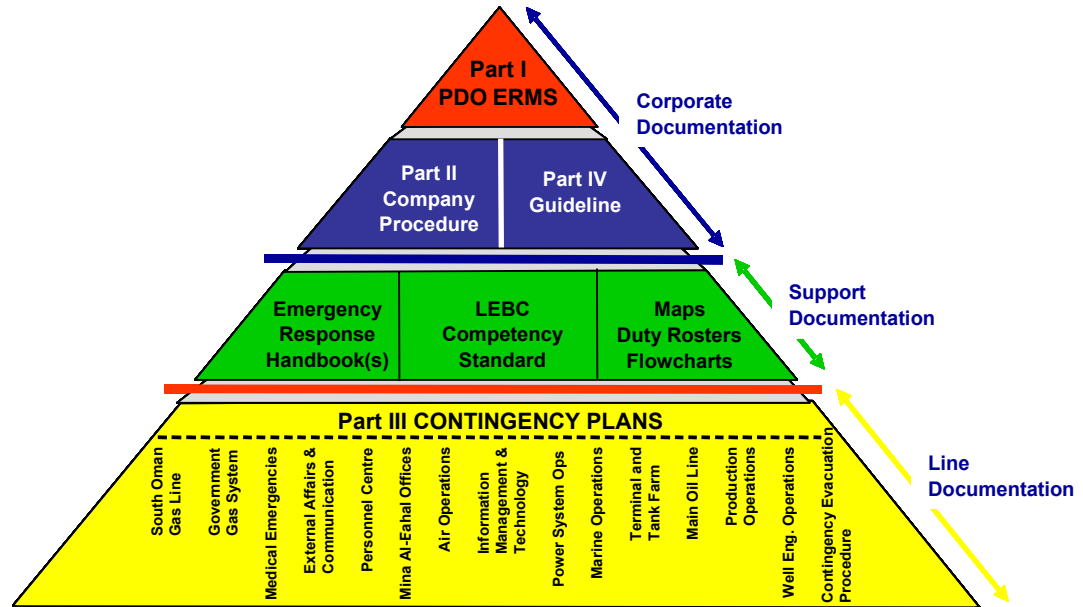 Part I
PDO ERMS
Corporate
Documentation
Part II
Company
Procedure
Part IV
Guideline
Emergency
Response
Handbook(s)
LEBC
Competency
Standard
Maps
Duty Rosters
Flowcharts
Support
Documentation
Part III CONTINGENCY PLANS
South Oman
Gas Line
Government
Gas System
Medical Emergencies
External Affairs &
Communication
Personnel Centre
Mina Al-Eahal Offices
Air Operations
Information
Management &
Technology
Power System Ops
Marine Operations
Terminal and
Tank Farm
Main Oil Line
Production
Operations
Well Eng. Operations
Contingency Evacuation
Procedure
Line
Documentation